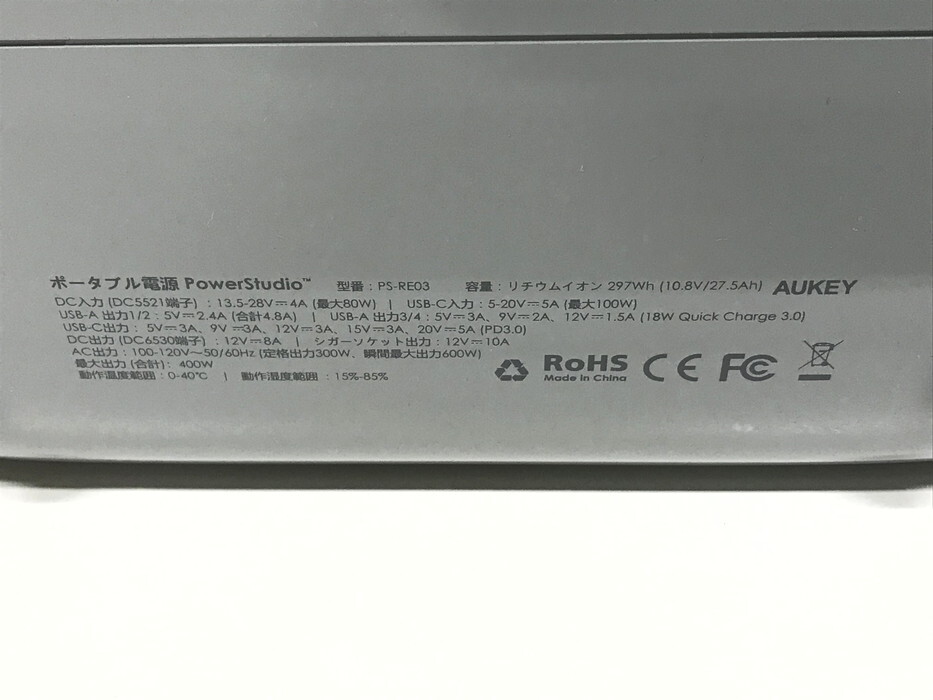 ポータブル電源 PowerStudio™ 型番：PS-RE03 容量：リチウムイオン 297Wh (10.8V/27.5Ah) AUKEY
DC入力 (DC5521端子)：13.5-28V⎓4A (最大80W) | USB-C入力：5-20V⎓5A (最大100W)
USB-A 出力1/2：5V⎓2.4A (合計4.8A) | USB-A 出力3/4：5V⎓3A、9V⎓2A、12V⎓1.5A (18W Quick Charge 3.0)
USB-C出力：5V⎓3A、9V⎓3A、12V⎓3A、15V⎓3A、20V⎓5A (PD3.0)
DC出力 (DC6530端子)：12V⎓8A | シガーソケット出力：12V⎓10A
AC出力：100-120V~50/60Hz (定格出力300W、瞬間最大出力600W)
最大出力 (合計)：400W
動作温度範囲：0-40℃ | 動作湿度範囲：15%-85%
RoHS
Made in China
CE FC